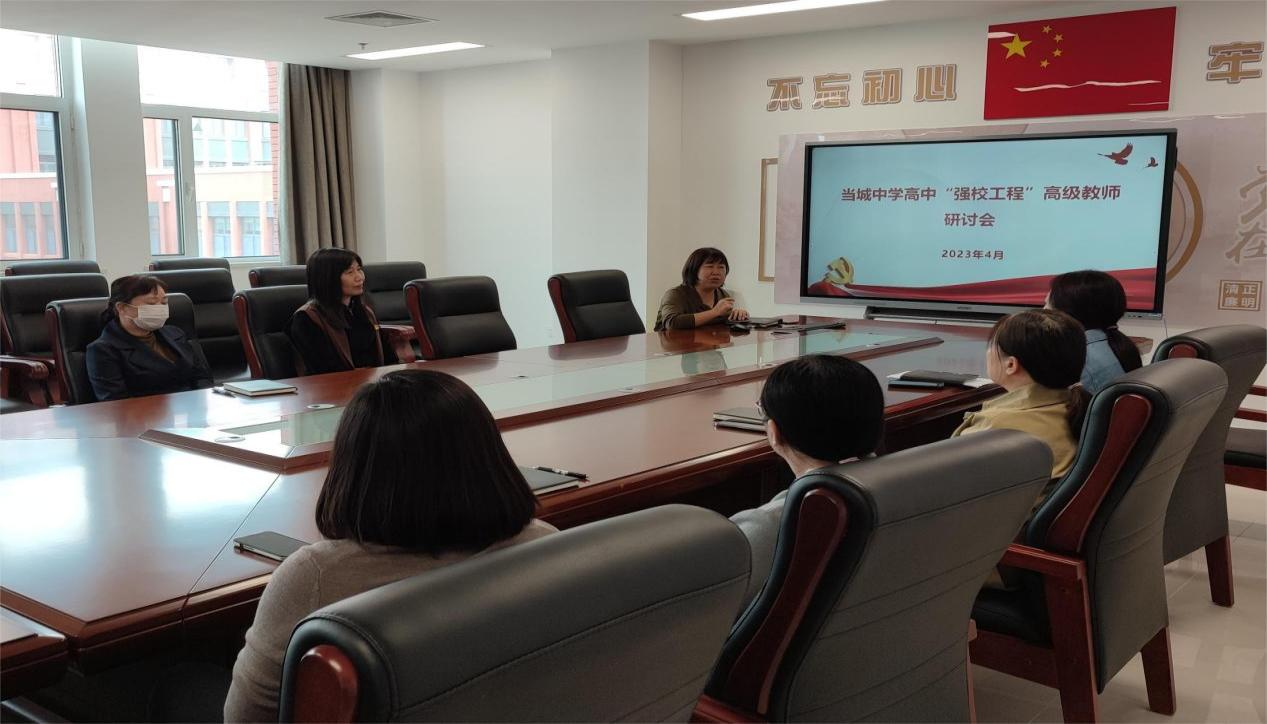 不忘初心
牢
当城中学高中“强校工程”高级教师
研讨会
2023年4月
清正
廉明